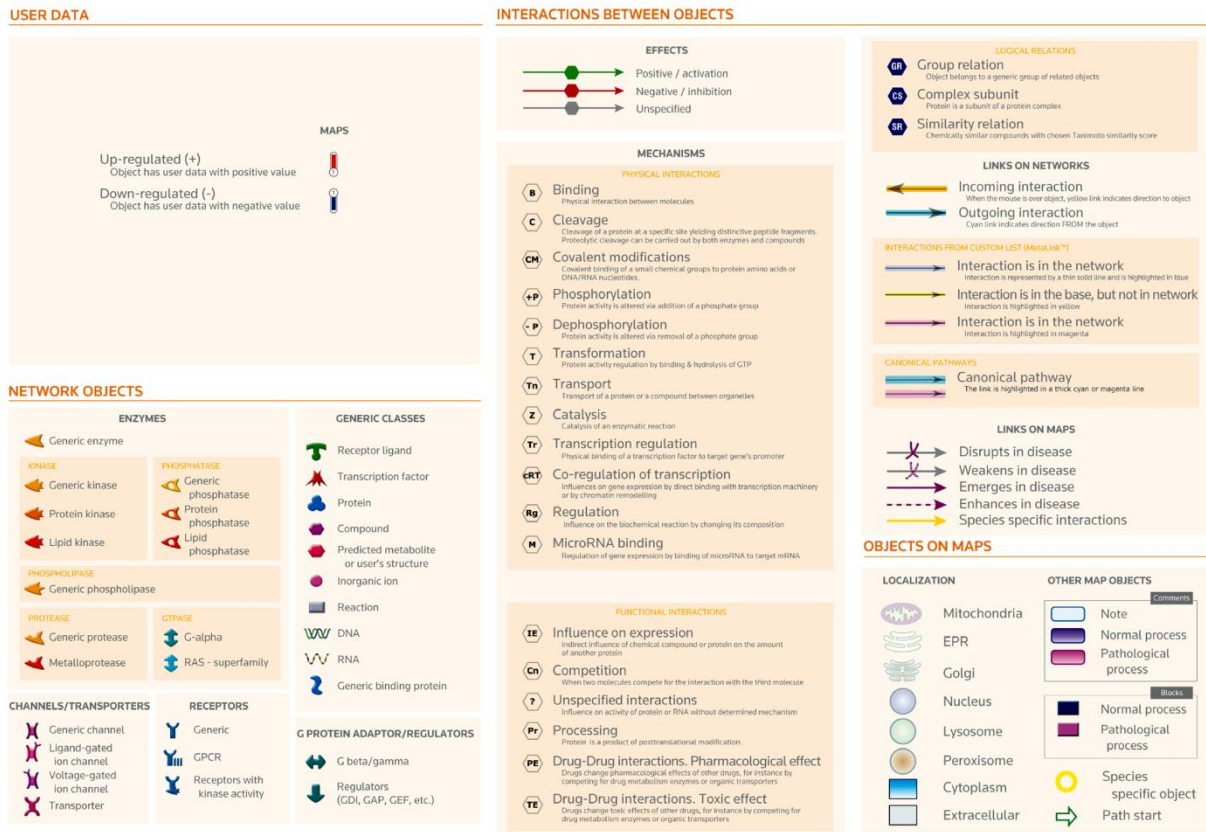 USER DATA
MAPS
Up-regulated (+)
Object has user data with positive value
1
Down-regulated (-)
Object has user data with negative value
1
NETWORK OBJECTS
ENZYMES
Generic enzyme
KINASE
Generic kinase
Protein kinase
Lipid kinase
PHOSPHATASE
Generic
phosphatase
Protein
phosphatase
Lipid
phosphatase
PHOSPHOLIPASE
Generic phospholipase
PROTEASE
Generic protease
Metalloprotease
GTPASE
G-alpha
RAS - superfamily
GENERIC CLASSES
Receptor ligand
Transcription factor
Protein
Compound
Predicted metabolite
or user's structure
Inorganic ion
Reaction
DNA
RNA
Generic binding protein
CHANNELS/TRANSPORTERS
Generic channel
Ligand-gated
ion channel
Voltage-gated
ion channel
Transporter
RECEPTORS
Generic
GPCR
Receptors with
kinase activity
G PROTEIN ADAPTOR/REGULATORS
G beta/gamma
Regulators
(GDI, GAP, GEF, etc.)
INTERACTIONS BETWEEN OBJECTS
EFFECTS
Positive / activation
Negative / inhibition
Unspecified
MECHANISMS
PHYSICAL INTERACTIONS
B Binding
Physical interaction between molecules
C Cleavage
Cleavage of a protein at a specific site yielding distinctive peptide fragments.
Proteolytic cleavage can be carried out by both enzymes and compounds
CM Covalent modifications
Covalent binding of a small chemical groups to protein amino acids or
DNA/RNA nucleotides.
+P Phosphorylation
Protein activity is altered via addition of a phosphate group
- P Dephosphorylation
Protein activity is altered via removal of a phosphate group
T Transformation
Protein activity regulation by binding & hydrolysis of GTP
Tn Transport
Transport of a protein or a compound between organelles
Z Catalysis
Catalysis of an enzymatic reaction
Tr Transcription regulation
Physical binding of a transcription factor to target gene's promoter
cRT Co-regulation of transcription
Influences on gene expression by direct binding with transcription machinery
or by chromatin remodelling
Rg Regulation
Influence on the biochemical reaction by changing its composition
M MicroRNA binding
Regulation of gene expression by binding of microRNA to target mRNA
FUNCTIONAL INTERACTIONS
IE Influence on expression
Indirect influence of chemical compound or protein on the amount
of another protein
Cn Competition
When two molecules compete for the interaction with the third molecule
? Unspecified interactions
Influence on activity of protein or RNA without determined mechanism
Pr Processing
Protein is a product of posttranslational modification.
PE Drug-Drug interactions. Pharmacological effect
Drugs change pharmacological effects of other drugs, for instance by
competing for drug metabolism enzymes or organic transporters
TE Drug-Drug interactions. Toxic effect
Drugs change toxic effects of other drugs, for instance by competing for
drug metabolism enzymes or organic transporters
LOGICAL RELATIONS
GR Group relation
Object belongs to a generic group of related objects
CS Complex subunit
Protein is a subunit of a protein complex
SR Similarity relation
Chemically similar compounds with chosen Tanimoto similarity score
LINKS ON NETWORKS
Incoming interaction
When the mouse is over object, yellow link indicates direction to object
Outgoing interaction
Cyan link indicates direction FROM the object
INTERACTIONS FROM CUSTOM LIST (MetaLink™)
Interaction is in the network
Interaction is represented by a thin solid line and is highlighted in blue
Interaction is in the base, but not in network
Interaction is highlighted in yellow
Interaction is in the network
Interaction is highlighted in magenta
CANONICAL PATHWAYS
Canonical pathway
The link is highlighted in a thick cyan or magenta line
LINKS ON MAPS
Disrupts in disease
Weakens in disease
Emerges in disease
Enhances in disease
Species specific interactions
OBJECTS ON MAPS
LOCALIZATION
Mitochondria
EPR
Golgi
Nucleus
Lysosome
Peroxisome
Cytoplasm
Extracellular
OTHER MAP OBJECTS
Comments
Note
Normal process
Pathological
process
Blocks
Normal process
Pathological
process
Species
specific object
Path start